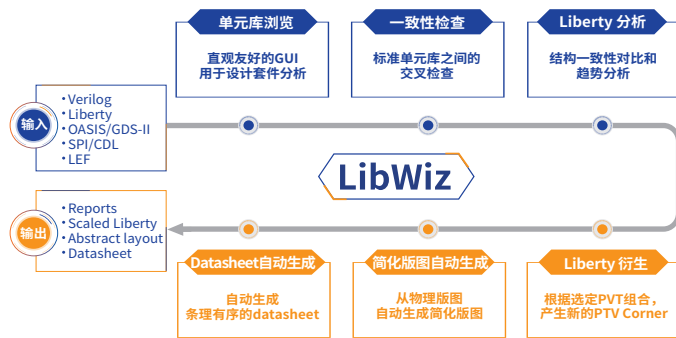 单元库浏览
一致性检查
Liberty 分析
直观友好的GUI
用于设计套件分析
标准单元库之间的
交叉检查
结构一致性对比和
趋势分析
输入
·Verilog
·Liberty
·OASIS/GDS-II
·SPI/CDL
·LEF
LibWiz
输出
·Reports
·Scaled Liberty
·Abstract layout
·Datasheet
Datasheet自动生成
简化版图自动生成
Liberty 衍生
自动生成
条理有序的datasheet
从物理版图
自动生成简化版图
根据选定PVT组合，
产生新的PTV Corner